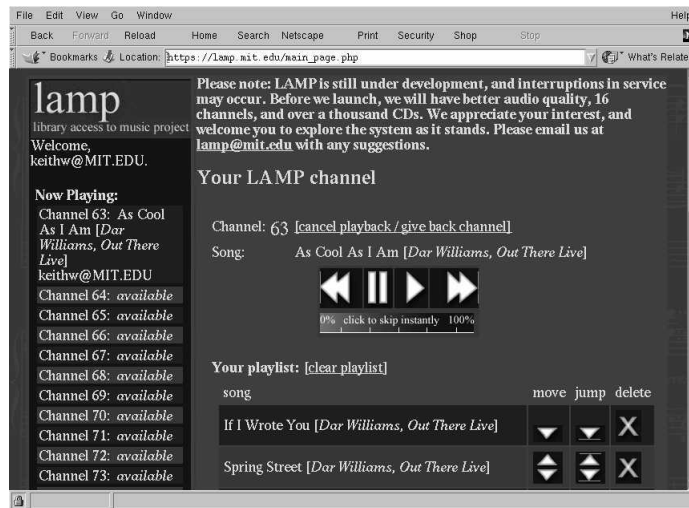 File Edit View Go Window Help
Back Forward Reload Home Search Netscape Print Security Shop Stop
Bookmarks Location: https://lamp.mit.edu/main_page.php What's Relate
lamp
library access to music project
Welcome,
keithw@MIT.EDU.
Now Playing:
Channel 63: As Cool
As I Am [Dar
Williams, Out There
Live]
keithw@MIT.EDU
Channel 64: available
Channel 65: available
Channel 66: available
Channel 67: available
Channel 68: available
Channel 69: available
Channel 70: available
Channel 71: available
Channel 72: available
Channel 73: available
Please note: LAMP is still under development, and interruptions in service
may occur. Before we launch, we will have better audio quality, 16
channels, and over a thousand CDs. We appreciate your interest, and
welcome you to explore the system as it stands. Please email us at
lamp@mit.edu with any suggestions.
Your LAMP channel
Channel: 63 [cancel playback / give back channel]
Song: As Cool As I Am [Dar Williams, Out There Live]
0% click to skip instantly 100%
Your playlist: [clear playlist]
song move jump delete
If I Wrote You [Dar Williams, Out There Live] X
Spring Street [Dar Williams, Out There Live] X